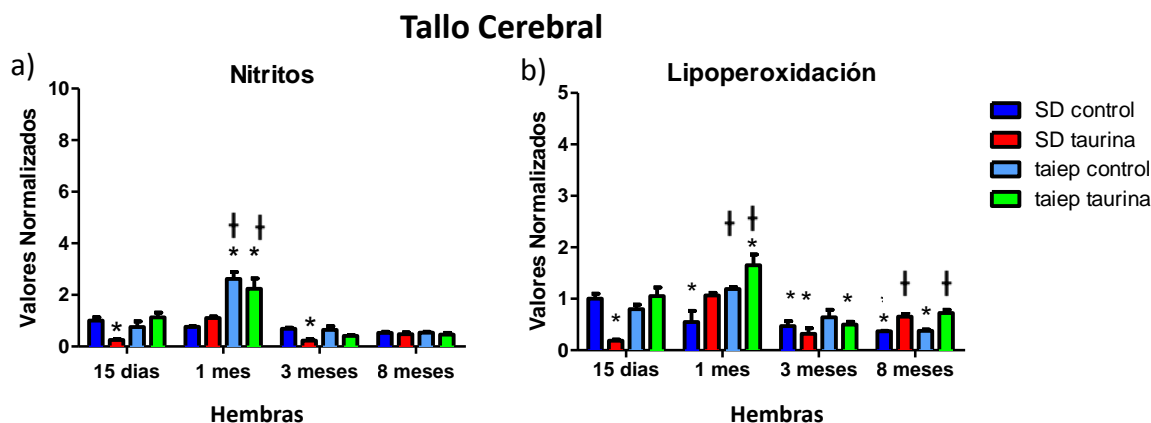 Tallo Cerebral
a)
Nitritos
Valores Normalizados
10
8
6
4
2
0
ǂ ǂ
* * * *
15 dias 1 mes 3 meses 8 meses
Hembras
b)
Lipoperoxidación
Valores Normalizados
5
4
3
2
1
0
ǂ ǂ ǂ ǂ
* * * * * * * *
15 dias 1 mes 3 meses 8 meses
Hembras
SD control
SD taurina
taiep control
taiep taurina